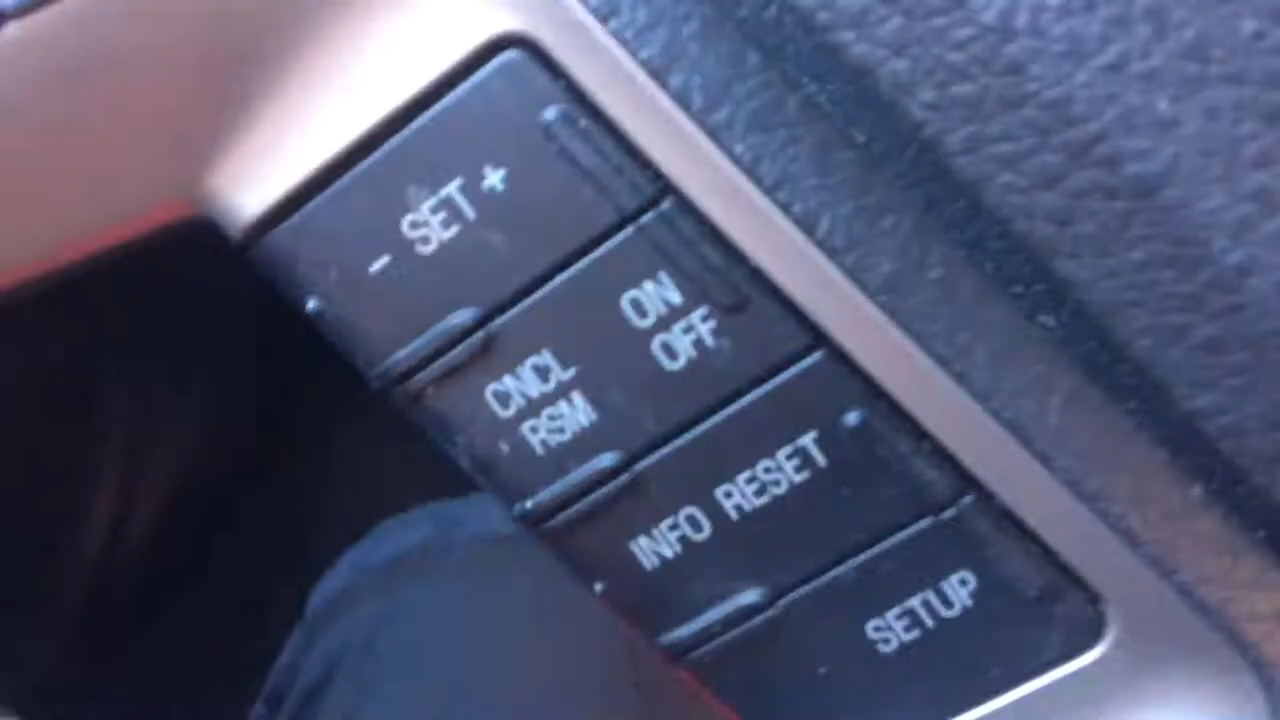 - SET +
CNCL
RSM
ON
OFF
INFO RESET
SETUP